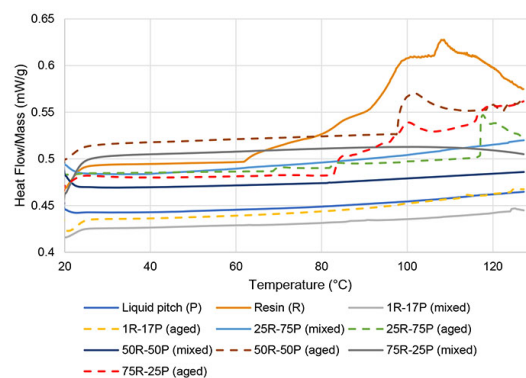 0.65
0.6
0.55
0.5
0.45
0.4
Heat Flow/Mass (mW/g)
20 40 60 80 100 120
Temperature (°C)
Liquid pitch (P) Resin (R) 1R-17P (mixed)
1R-17P (aged) 25R-75P (mixed) 25R-75P (aged)
50R-50P (mixed) 50R-50P (aged) 75R-25P (mixed)
75R-25P (aged)